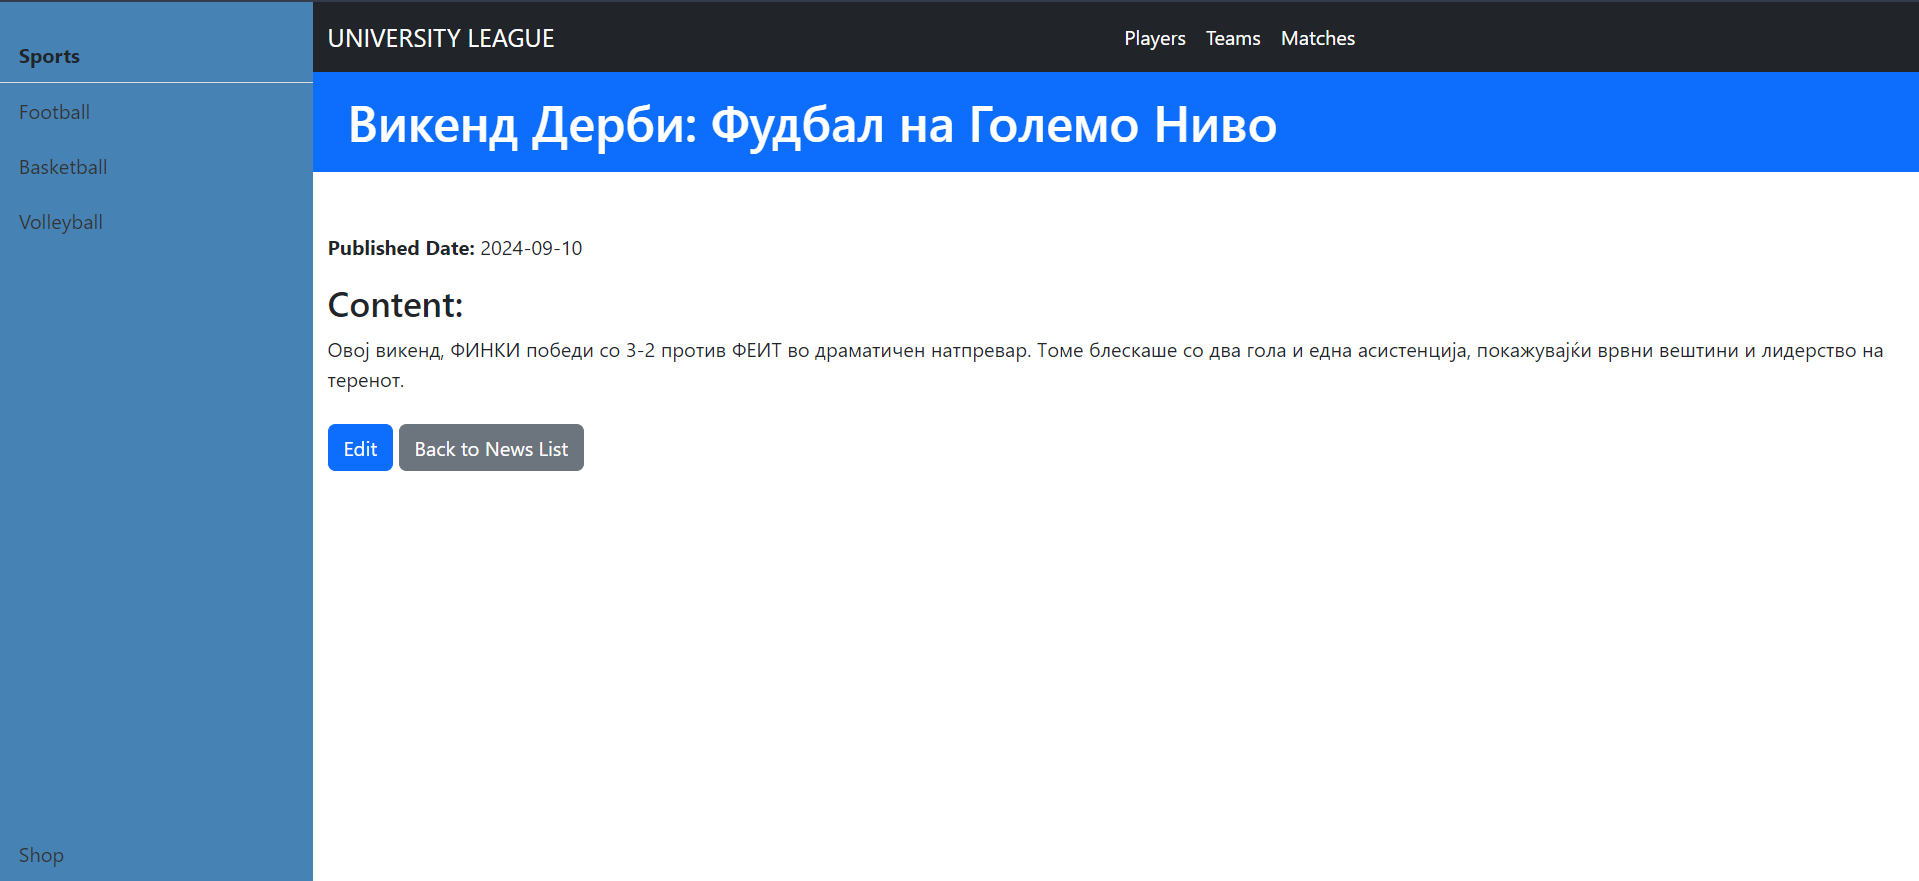 Sports
Football
Basketball
Volleyball
Shop
UNIVERSITY LEAGUE
Players Teams Matches
Викенд Дерби: Фудбал на Големо Ниво
Published Date: 2024-09-10
Content:
Овој викенд, ФИНКИ победи со 3-2 против ФЕИТ во драматичен натпревар. Томе блескаше со два гола и една асистенција, покажувајќи врвни вештини и лидерство на
теренот.
Edit Back to News List